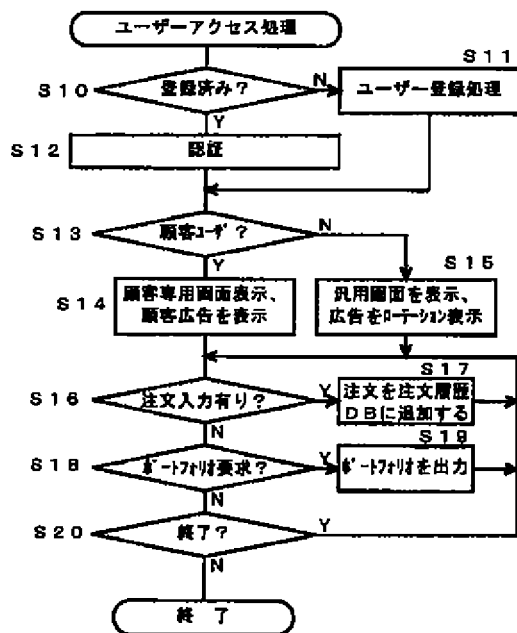 ユーザーアクセス処理
S10
登録済み？
N
S11
ユーザー登録処理
Y
S12
認証
S13
顧客ﾕｰｻﾞ？
N
Y
S14
顧客専用画面表示、
顧客広告を表示
S15
汎用画面を表示、
広告をﾛｰﾃｰｼｮﾝ表示
S16
注文入力有り？
Y
S17
注文を注文履歴
DBに追加する
N
S18
ﾎﾟｰﾄﾌｫﾘｵ要求？
Y
S19
ﾎﾟｰﾄﾌｫﾘｵを出力
N
S20
終了？
Y
N
終了